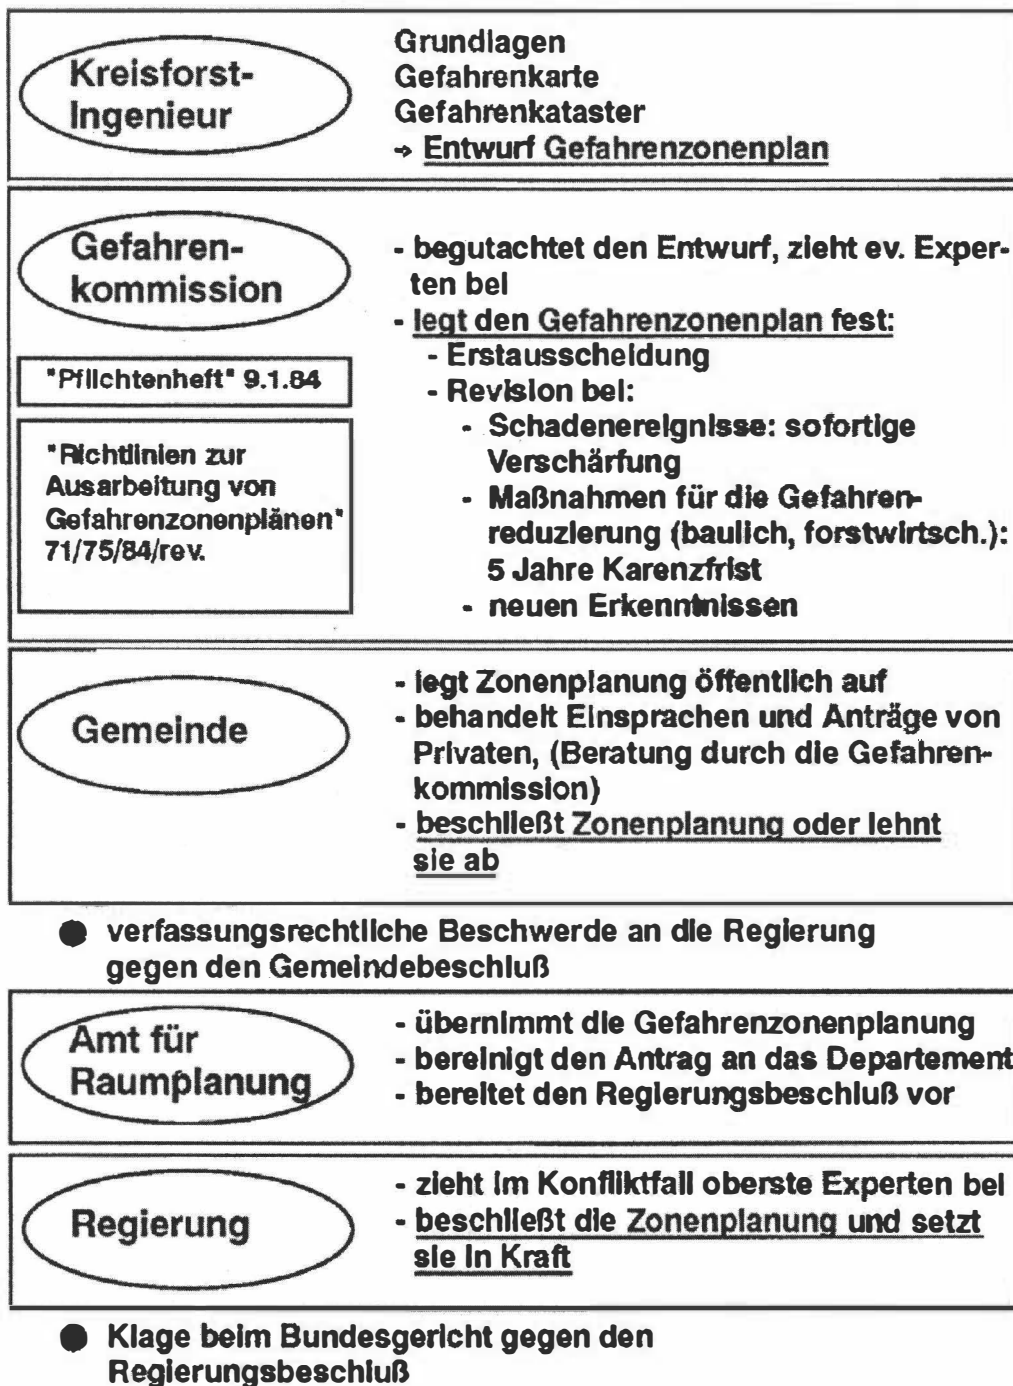 Kreisforst-
Ingenieur
Grundlagen
Gefahrenkarte
Gefahrenkataster
→ Entwurf Gefahrenzonenplan
Gefahren-
kommission
"Pflichtenheft" 9.1.84
"Richtlinien zur
Ausarbeitung von
Gefahrenzonenplänen"
71/75/84/rev.
- begutachtet den Entwurf, zieht ev. Exper-
ten bei
- legt den Gefahrenzonenplan fest:
- Erstausscheidung
- Revision bei:
- Schadenereignisse: sofortige
Verschärfung
- Maßnahmen für die Gefahren-
reduzierung (baulich, forstwirtsch.):
5 Jahre Karenzfrist
- neuen Erkenntnissen
Gemeinde
- legt Zonenplanung öffentlich auf
- behandelt Einsprachen und Anträge von
Privaten, (Beratung durch die Gefahren-
kommission)
- beschließt Zonenplanung oder lehnt
sie ab
● verfassungsrechtliche Beschwerde an die Regierung
gegen den Gemeindebeschluß
Amt für
Raumplanung
- übernimmt die Gefahrenzonenplanung
- bereinigt den Antrag an das Departement
- bereitet den Regierungsbeschluß vor
Regierung
- zieht im Konfliktfall oberste Experten bei
- beschließt die Zonenplanung und setzt
sie in Kraft
● Klage beim Bundesgericht gegen den
Regierungsbeschluß